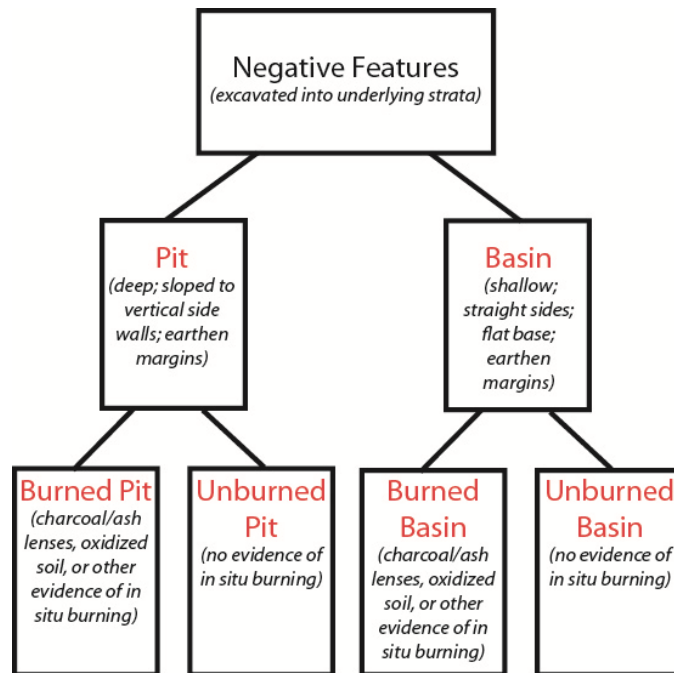 Negative Features
(excavated into underlying strata)
Pit
(deep; sloped to
vertical side
walls; earthen
margins)
Basin
(shallow;
straight sides;
flat base;
earthen
margins)
Burned Pit
(charcoal/ash
lenses, oxidized
soil, or other
evidence of in
situ burning)
Unburned
Pit
(no evidence of
in situ burning)
Burned
Basin
(charcoal/ash
lenses, oxidized
soil, or other
evidence of in
situ burning)
Unburned
Basin
(no evidence of
in situ burning)